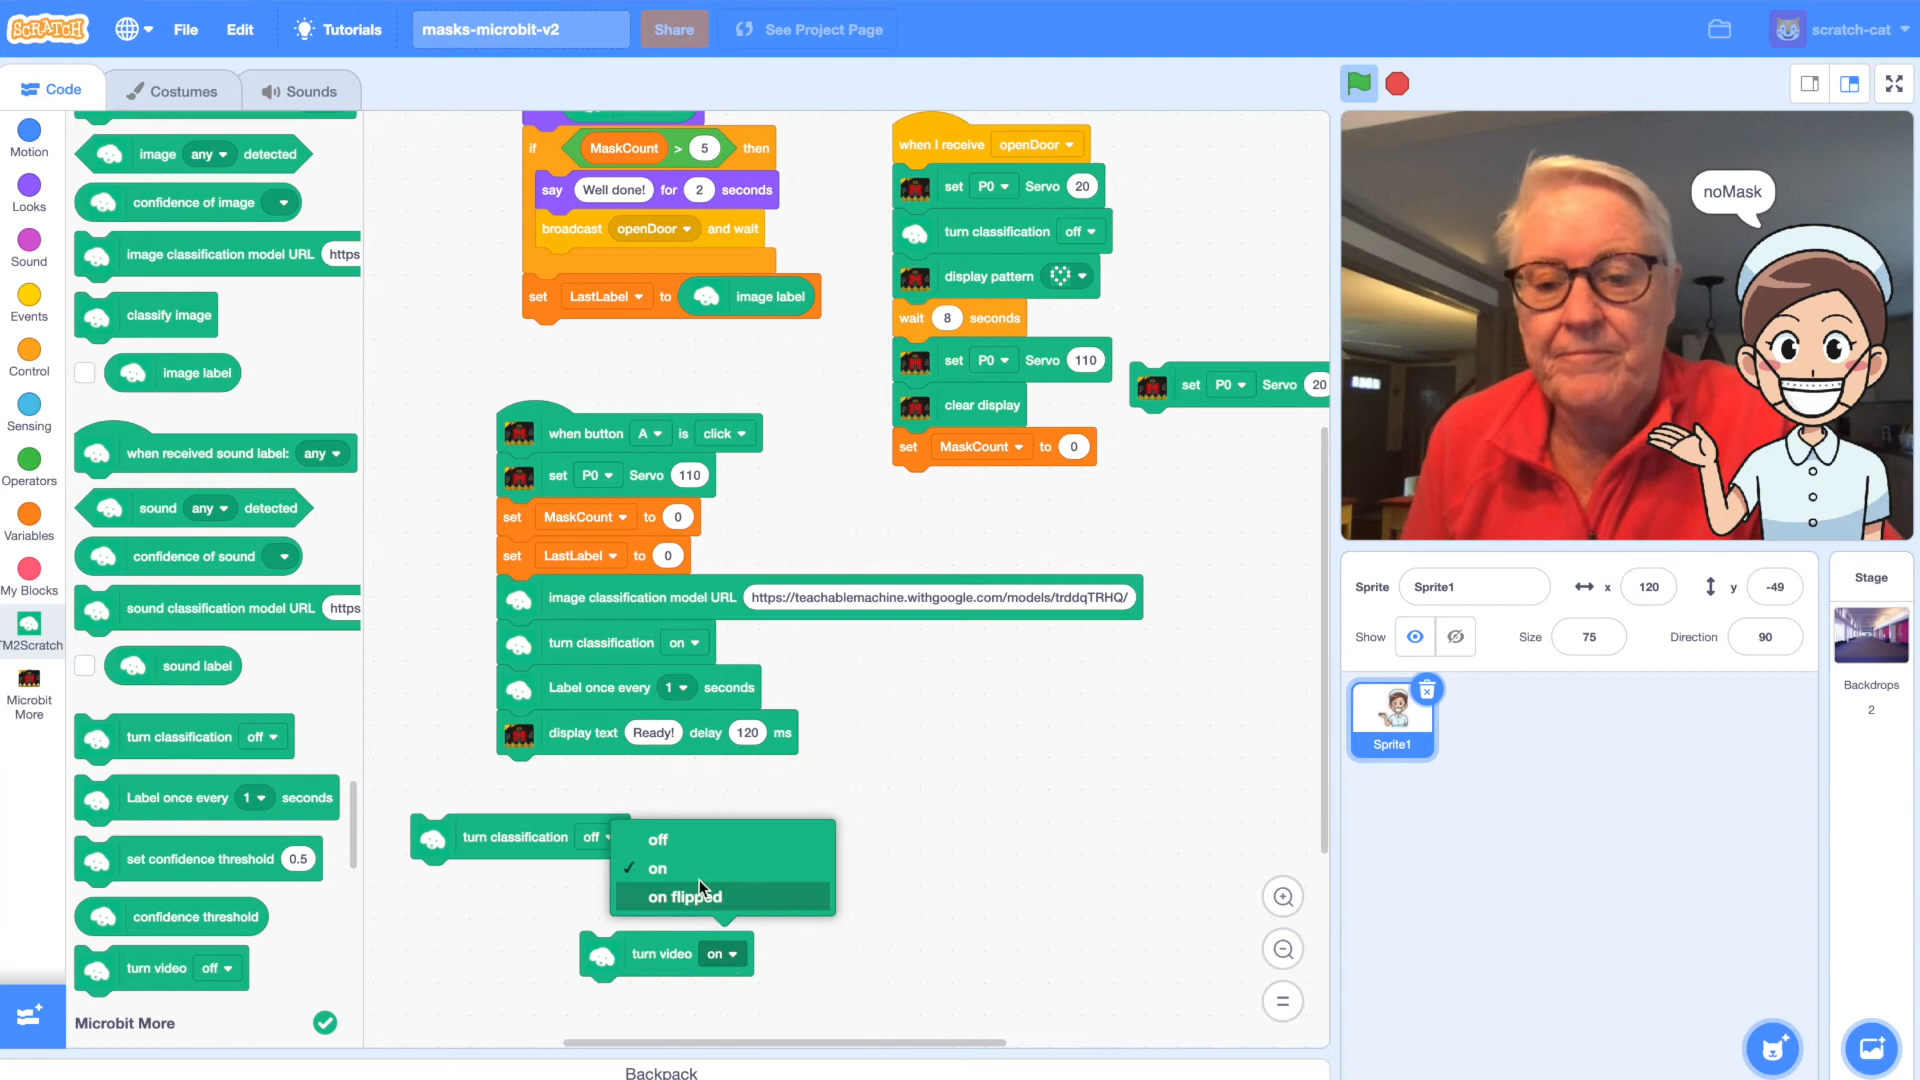 SCRATCH
File
Edit
Tutorials
masks-microbit-v2
Share
See Project Page
scratch-cat
Code
Costumes
Sounds
Motion
Looks
Sound
Events
Control
Sensing
Operators
Variables
My Blocks
TM2Scratch
Microbit
More
image any detected
confidence of image
image classification model URL https
classify image
image label
when received sound label: any
sound any detected
confidence of sound
sound classification model URL https
sound label
turn classification off
Label once every 1 seconds
set confidence threshold 0.5
confidence threshold
turn video off
Microbit More
if MaskCount > 5 then
say Well done! for 2 seconds
broadcast openDoor and wait
set LastLabel to image label
when I receive openDoor
set P0 Servo 20
turn classification off
display pattern
wait 8 seconds
set P0 Servo 110
clear display
set MaskCount to 0
set P0 Servo 20
when button A is click
set P0 Servo 110
set MaskCount to 0
set LastLabel to 0
image classification model URL https://teachablemachine.withgoogle.com/models/trddqTRHQ/
turn classification on
Label once every 1 seconds
display text Ready! delay 120 ms
turn classification off
off
✓ on
on flipped
turn video on
Backpack
noMask
Sprite Sprite1 x 120 y -49
Show Size 75 Direction 90
Sprite1
Stage
Backdrops
2